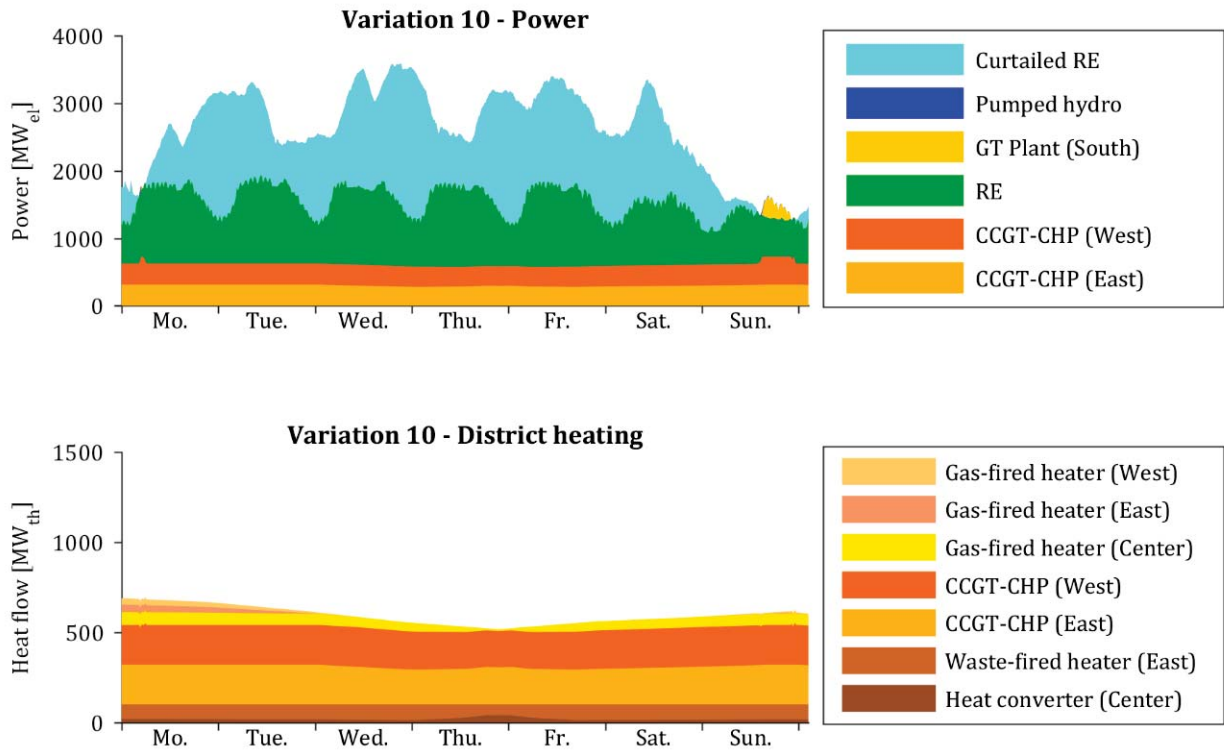 Variation 10 - Power
Power [MW_el]
4000
3000
2000
1000
0
Mo. Tue. Wed. Thu. Fr. Sat. Sun.
Curtailed RE
Pumped hydro
GT Plant (South)
RE
CCGT-CHP (West)
CCGT-CHP (East)
Variation 10 - District heating
Heat flow [MW_th]
1500
1000
500
0
Mo. Tue. Wed. Thu. Fr. Sat. Sun.
Gas-fired heater (West)
Gas-fired heater (East)
Gas-fired heater (Center)
CCGT-CHP (West)
CCGT-CHP (East)
Waste-fired heater (East)
Heat converter (Center)